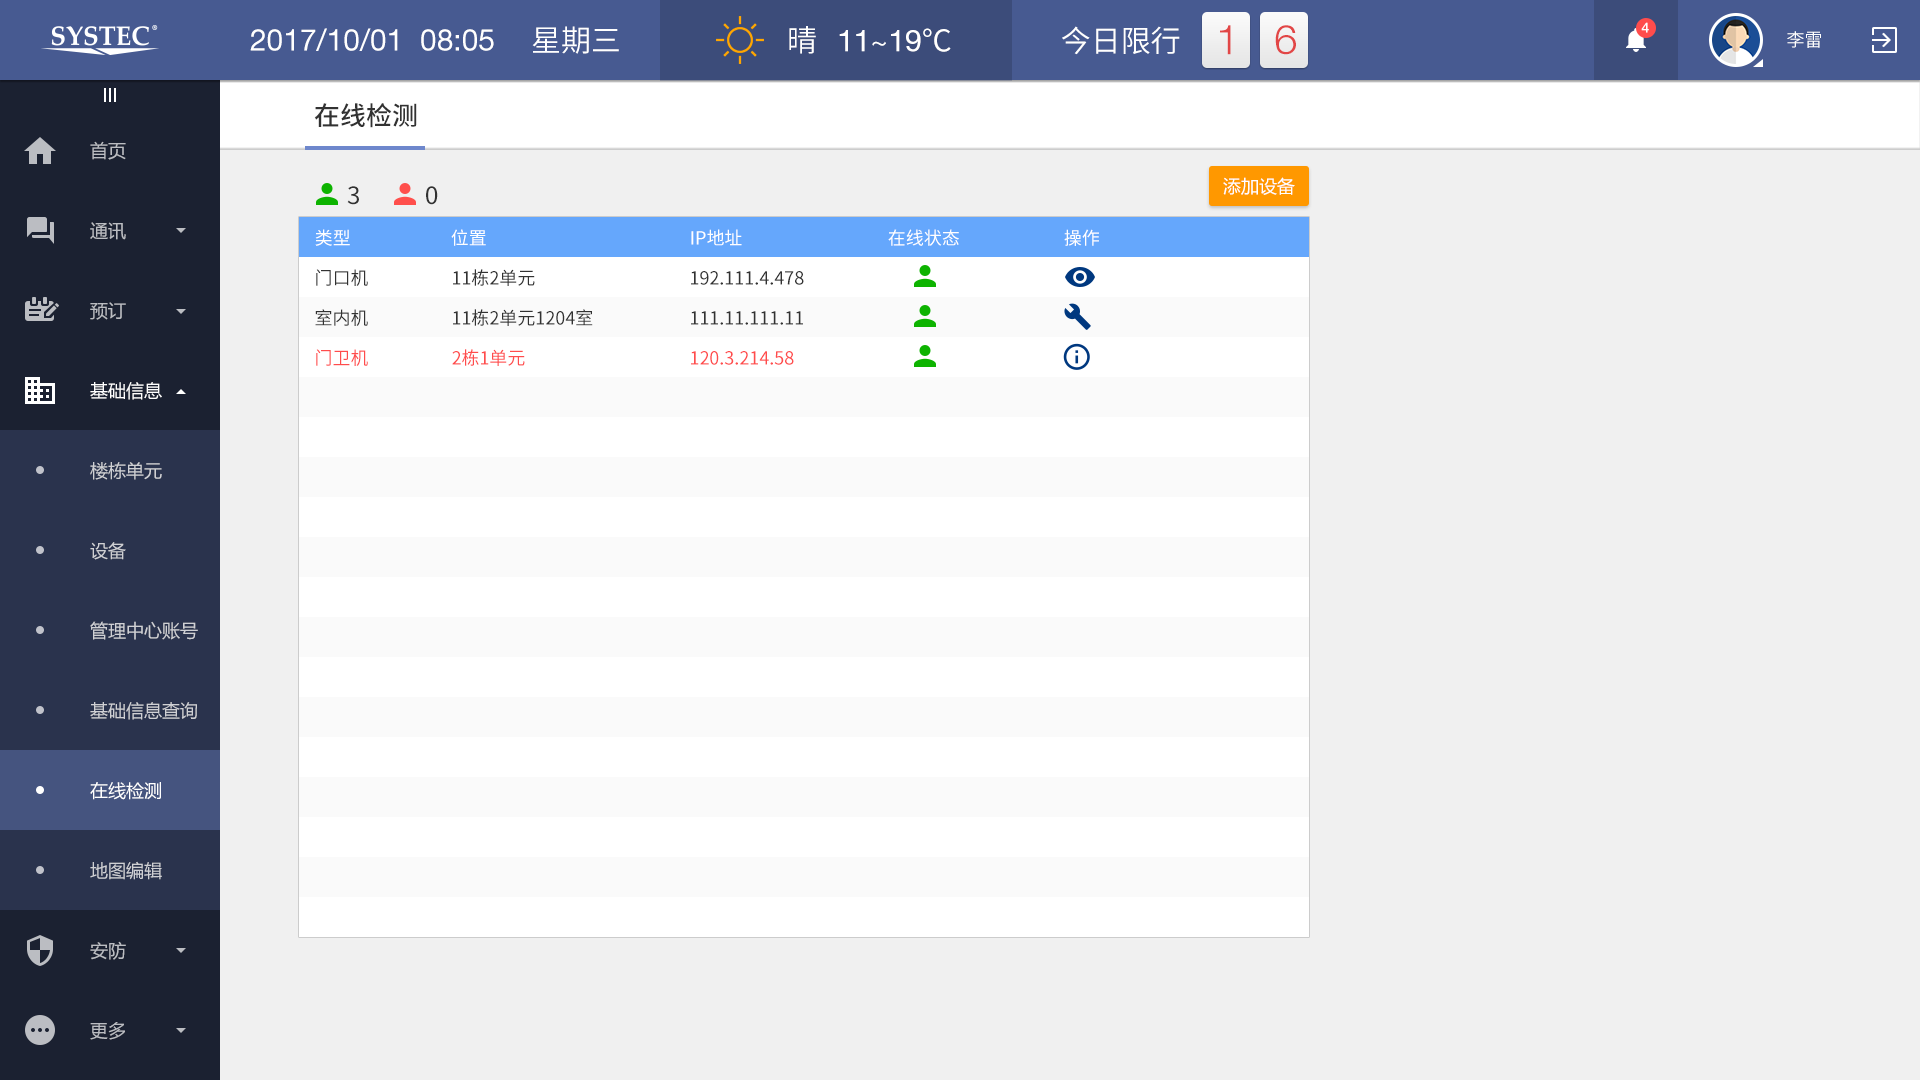 SYSTEC®
2017/10/01 08:05 星期三
晴 11~19°C
今日限行 1 6
4
李雷
首页
通讯
预订
基础信息
楼栋单元
设备
管理中心账号
基础信息查询
在线检测
地图编辑
安防
更多
在线检测
3 0
添加设备
类型 位置 IP地址 在线状态 操作
门口机 11栋2单元 192.111.4.478
室内机 11栋2单元1204室 111.11.111.11
门卫机 2栋1单元 120.3.214.58